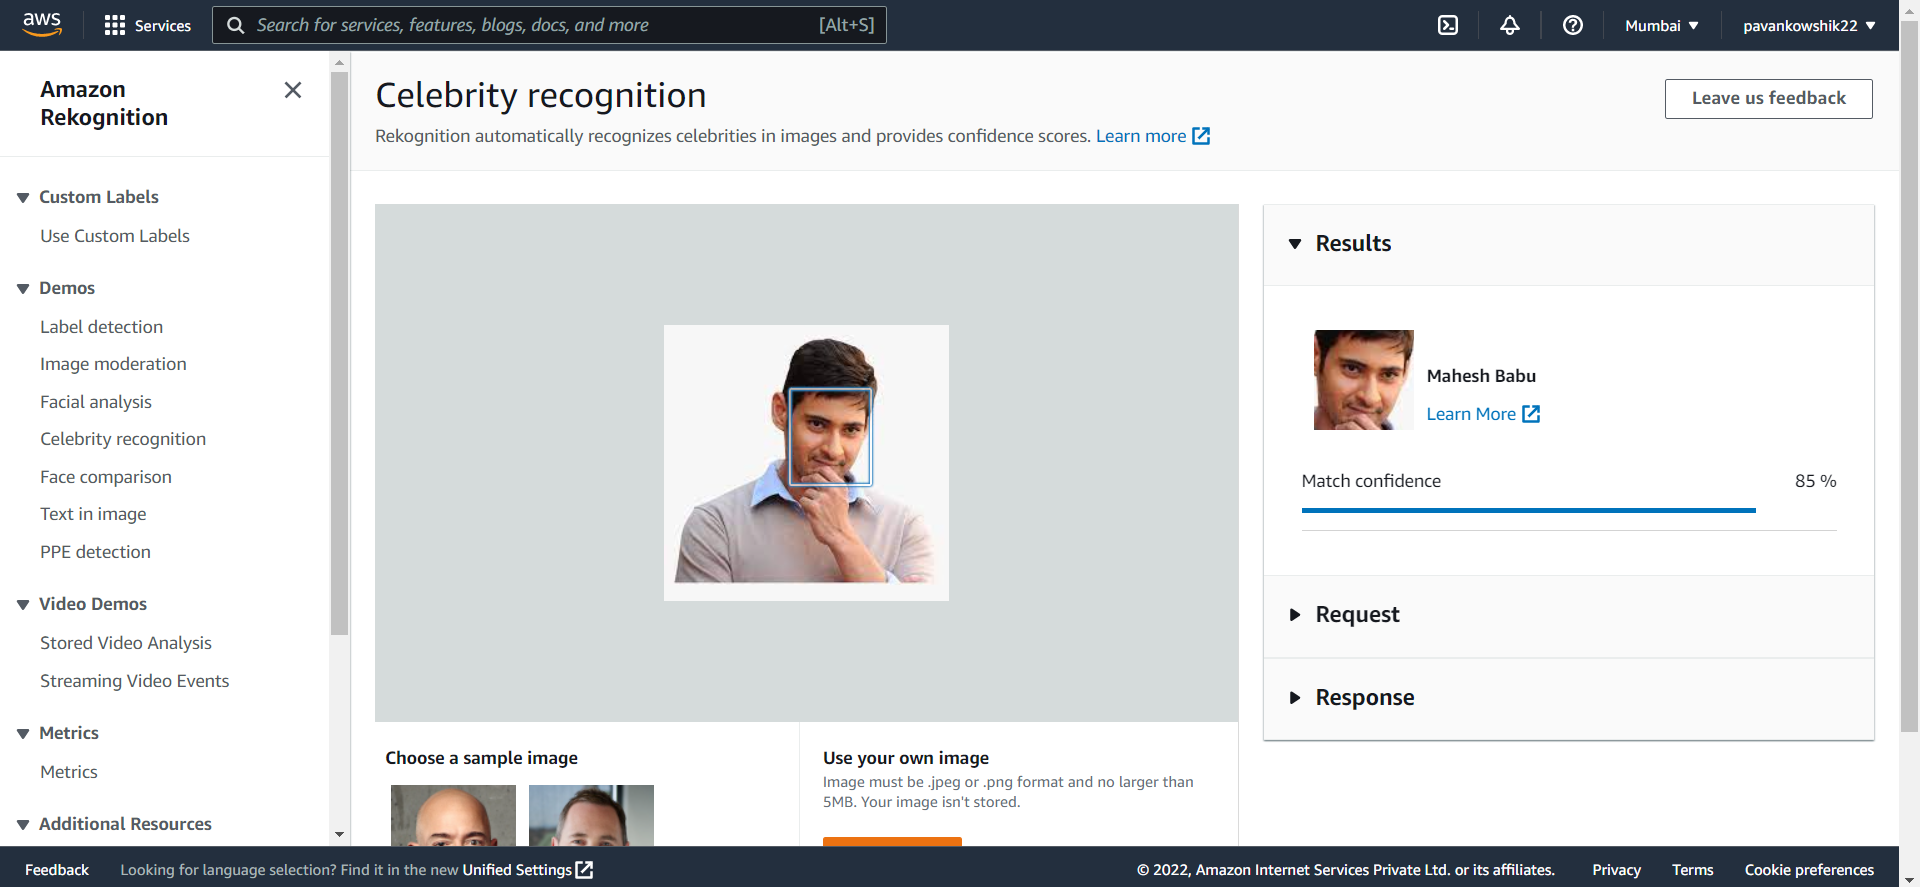 aws
Services
Search for services, features, blogs, docs, and more
[Alt+S]
Mumbai
pavankowshik22
Amazon
Rekognition
Custom Labels
Use Custom Labels
Demos
Label detection
Image moderation
Facial analysis
Celebrity recognition
Face comparison
Text in image
PPE detection
Video Demos
Stored Video Analysis
Streaming Video Events
Metrics
Metrics
Additional Resources
Celebrity recognition
Leave us feedback
Rekognition automatically recognizes celebrities in images and provides confidence scores. Learn more
Results
Mahesh Babu
Learn More
Match confidence
85 %
Request
Response
Choose a sample image
Use your own image
Image must be .jpeg or .png format and no larger than
5MB. Your image isn't stored.
Feedback
Looking for language selection? Find it in the new Unified Settings
© 2022, Amazon Internet Services Private Ltd. or its affiliates.
Privacy
Terms
Cookie preferences